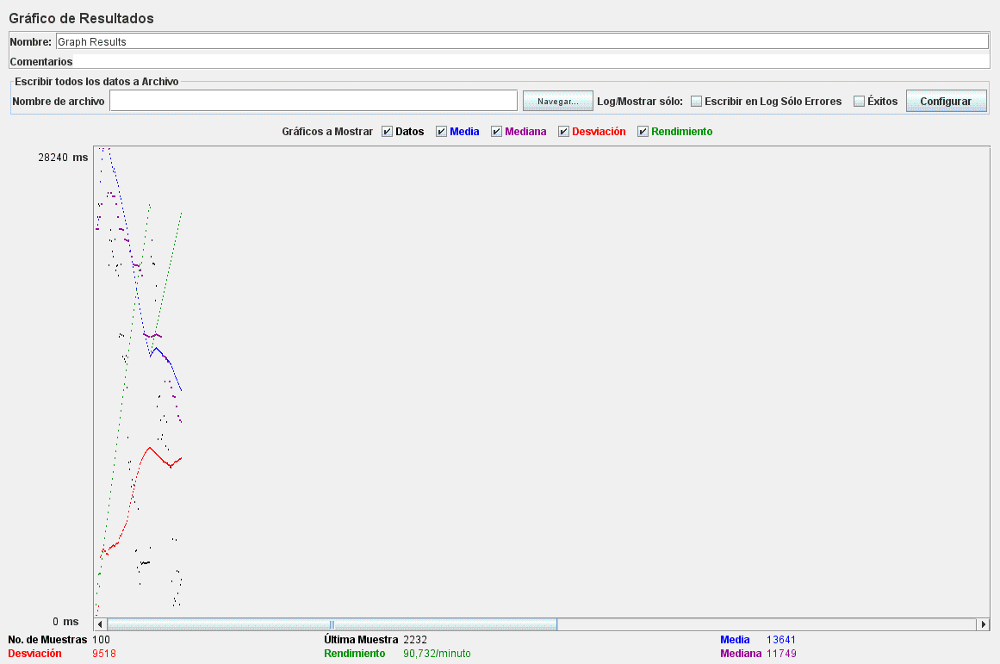 Gráfico de Resultados
Nombre: Graph Results
Comentarios
Escribir todos los datos a Archivo
Nombre de archivo Navegar... Log/Mostrar sólo: Escribir en Log Sólo Errores Éxitos Configurar
Gráficos a Mostrar Datos Media Mediana Desviación Rendimiento
28240 ms
0 ms
No. de Muestras 100 Última Muestra 2232 Media 13641
Desviación 9518 Rendimiento 90,732/minuto Mediana 11749